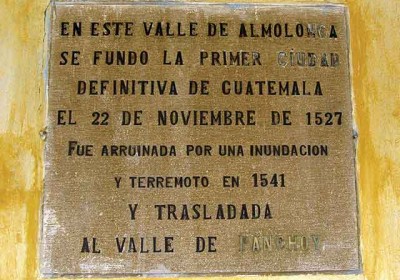 EN ESTE VALLE DE ALMOLONGA
SE FUNDO LA PRIMER CIUDAD
DEFINITIVA DE GUATEMALA
EL 22 DE NOVIEMBRE DE 1527
FUE ARRUINADA POR UNA INUNDACION
Y TERREMOTO EN 1541
Y TRASLADADA
AL VALLE DE PANCHOY